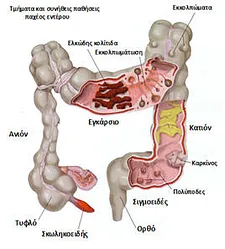 Τμήματα και συνήθεις παθήσεις
παχέος εντέρου
Εκκολπώματα
Ελκώδης κολίτιδα
Εκκολπωμάτωση
Εγκάρσιο
Ανιόν
Κατιόν
Καρκίνος
Πολύποδες
Τυφλό
Σιγμοειδές
Ορθό
Σκωληκοειδής